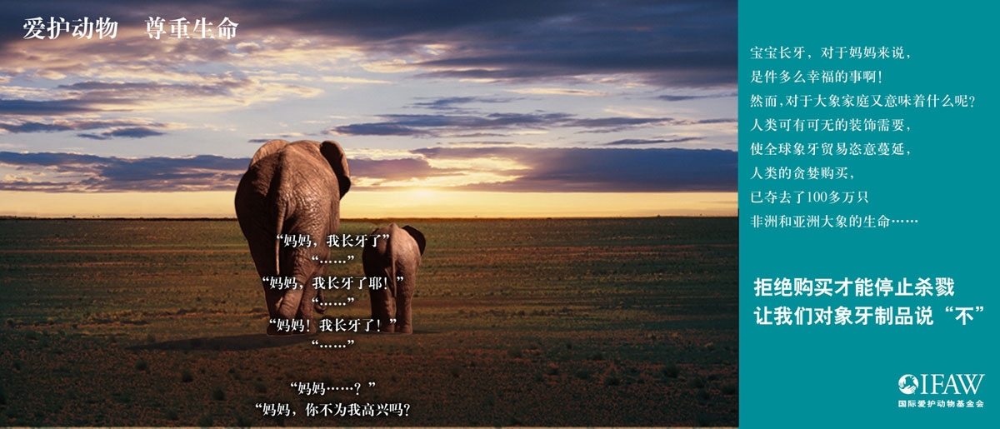 爱护动物　尊重生命
“妈妈，我长牙了”
“……”
“妈妈，我长牙了耶！”
“……”
“妈妈！我长牙了！”
“……”
“妈妈……？”
“妈妈，你不为我高兴吗？
宝宝长牙，对于妈妈来说，
是件多么幸福的事啊！
然而，对于大象家庭又意味着什么呢？
人类可有可无的装饰需要，
使全球象牙贸易恣意蔓延，
人类的贪婪购买，
已夺去了100多万只
非洲和亚洲大象的生命……
拒绝购买才能停止杀戮
让我们对象牙制品说“不”
IFAW
国际爱护动物基金会